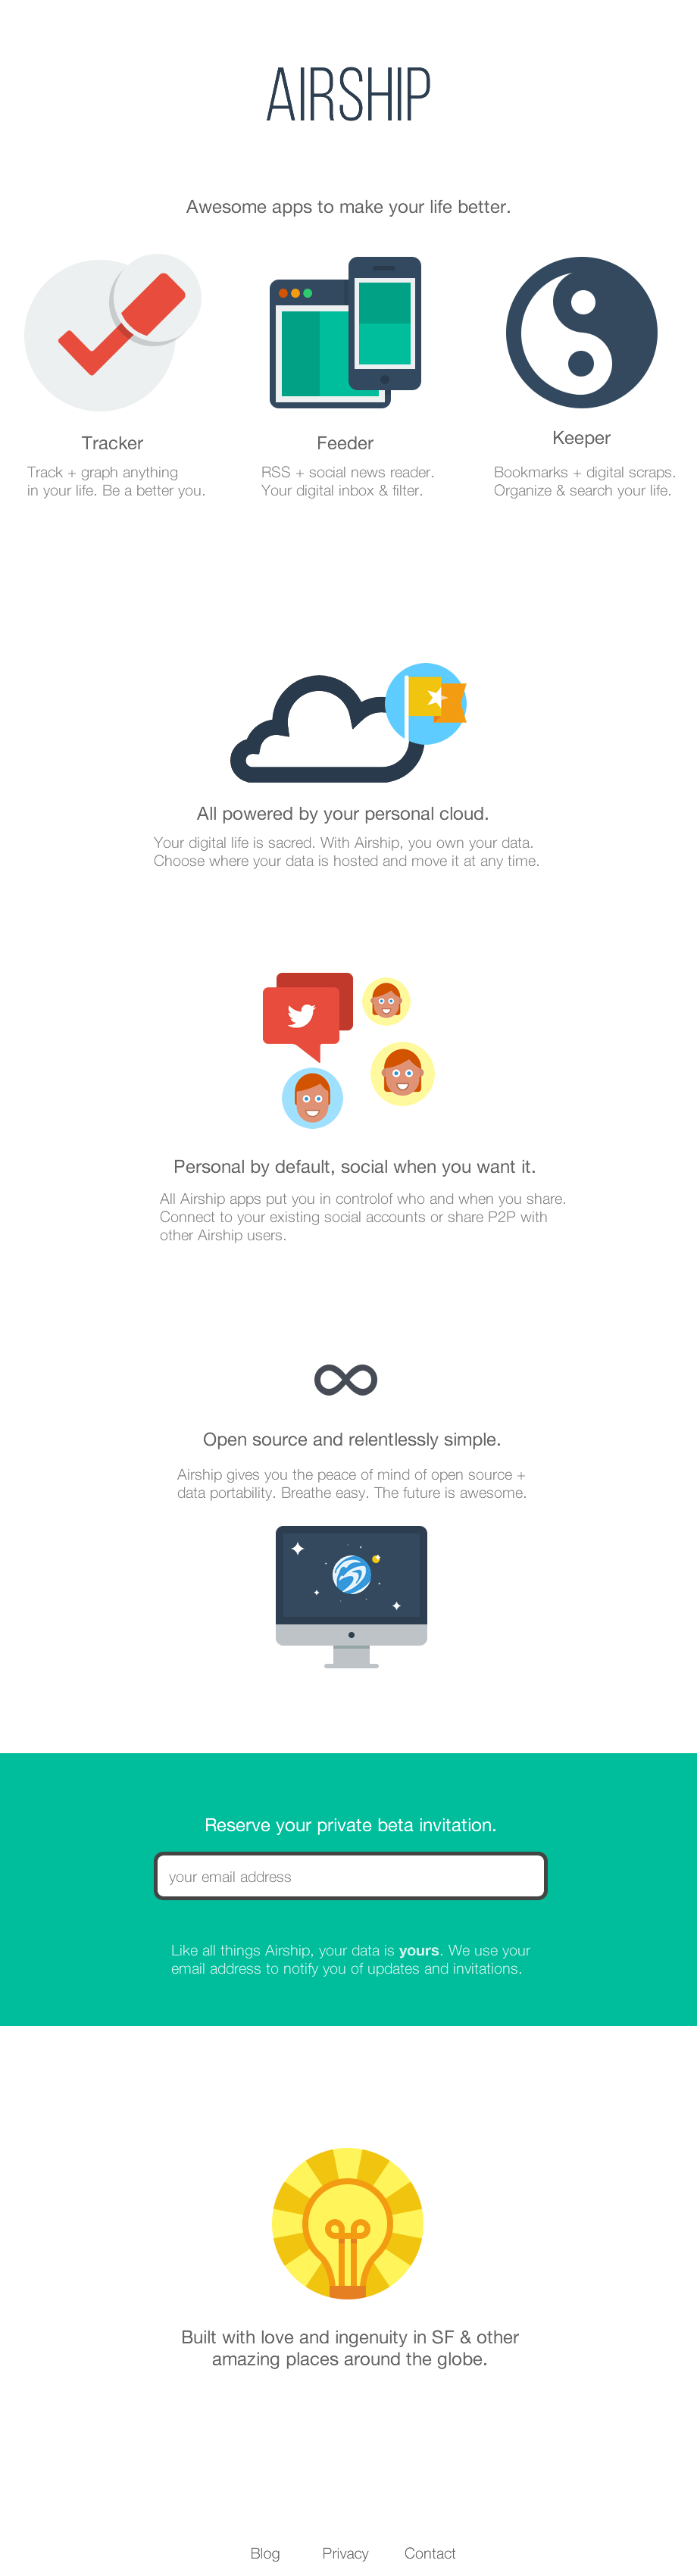 AIRSHIP
Awesome apps to make your life better.
Tracker
Track + graph anything
in your life. Be a better you.
Feeder
RSS + social news reader.
Your digital inbox & filter.
Keeper
Bookmarks + digital scraps.
Organize & search your life.
All powered by your personal cloud.
Your digital life is sacred. With Airship, you own your data.
Choose where your data is hosted and move it at any time.
Personal by default, social when you want it.
All Airship apps put you in controlof who and when you share.
Connect to your existing social accounts or share P2P with
other Airship users.
Open source and relentlessly simple.
Airship gives you the peace of mind of open source +
data portability. Breathe easy. The future is awesome.
Reserve your private beta invitation.
your email address
Like all things Airship, your data is yours. We use your
email address to notify you of updates and invitations.
Built with love and ingenuity in SF & other
amazing places around the globe.
Blog Privacy Contact